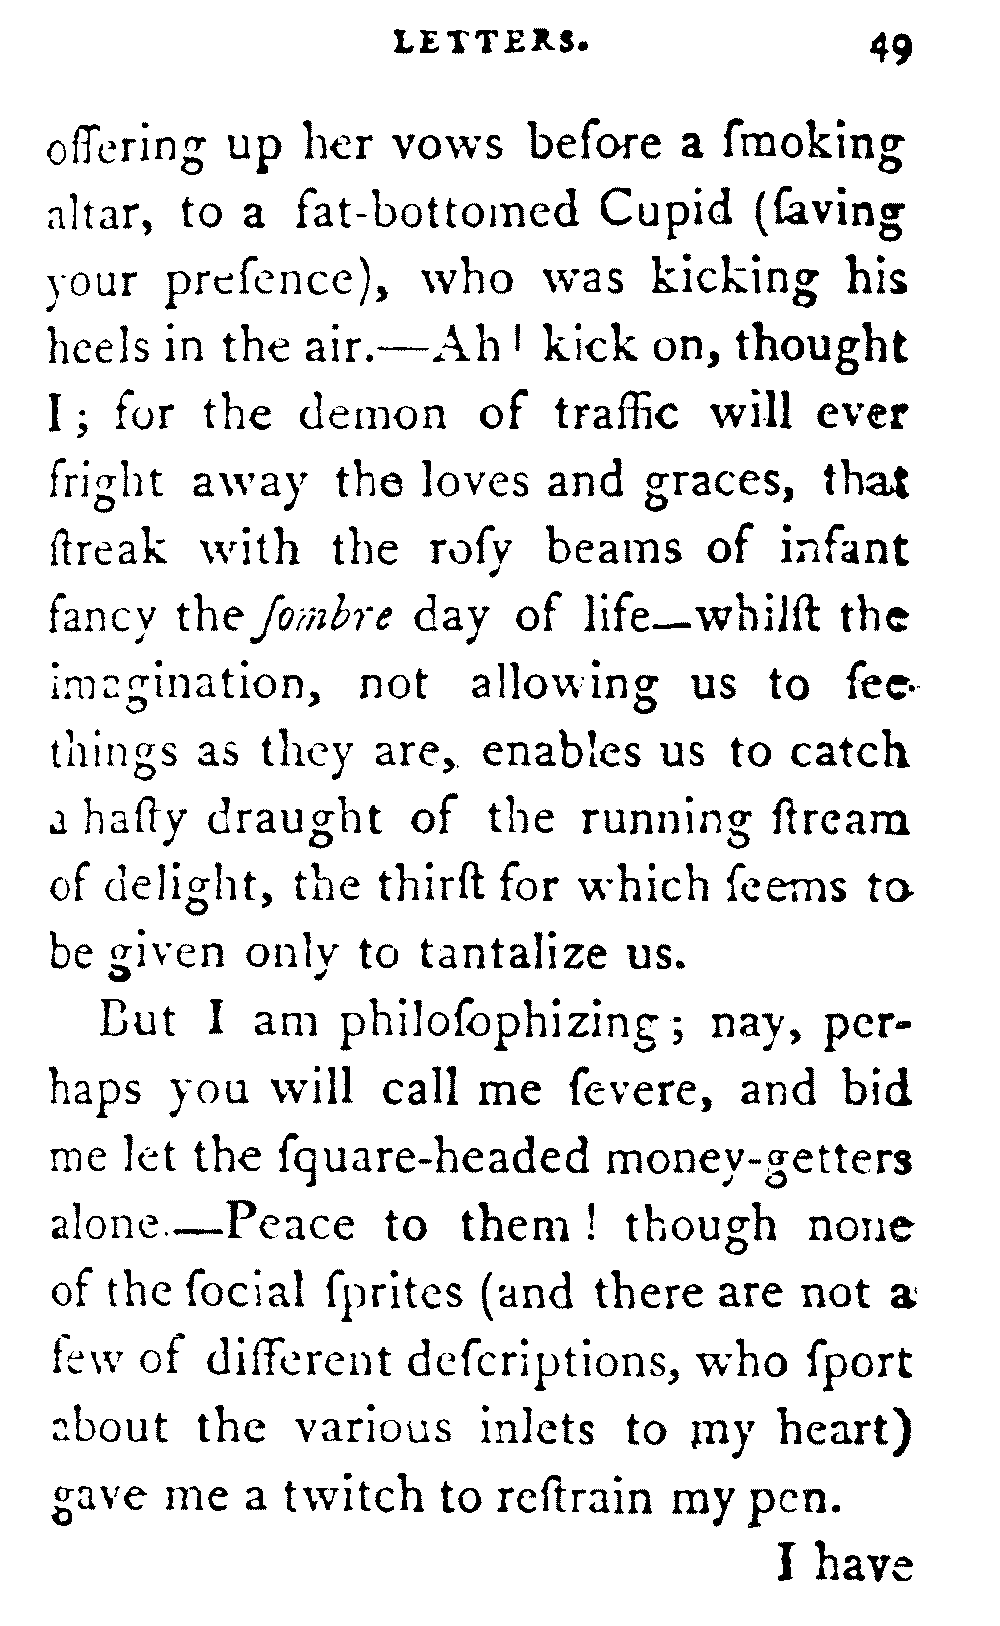 LETTERS. 49
offering up her vows before a ſmoking
altar, to a fat-bottomed Cupid (ſaving
your preſence), who was kicking his
heels in the air.—Ah! kick on, thought
I; for the demon of traffic will ever
fright away the loves and graces, that
ſtreak with the roſy beams of infant
fancy the ſombre day of life—whilſt the
imagination, not allowing us to ſee
things as they are, enables us to catch
a haſty draught of the running ſtream
of delight, the thirſt for which ſeems to
be given only to tantalize us.
But I am philoſophizing; nay, per-
haps you will call me ſevere, and bid
me let the ſquare-headed money-getters
alone.—Peace to them! though none
of the ſocial ſprites (and there are not a
few of different deſcriptions, who ſport
about the various inlets to my heart)
gave me a twitch to reſtrain my pen.
I have